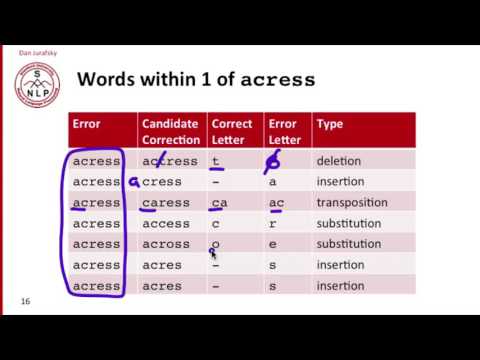 Dan Jurafsky
S
NLP
Words within 1 of acress
Error Candidate Correction Correct Letter Error Letter Type
acress actress t - deletion
acress cress - a insertion
acress caress ca ac transposition
acress access c r substitution
acress across o e substitution
acress acres - s insertion
acress acres - s insertion
16